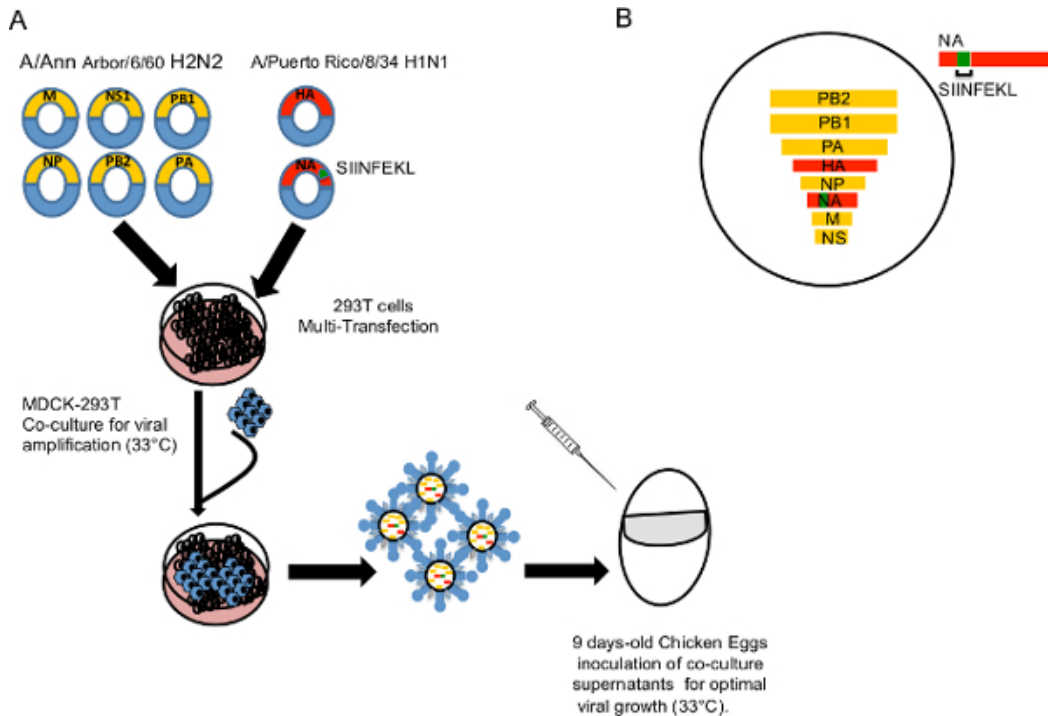 A
A/Ann Arbor/6/60 H2N2
A/Puerto Rico/8/34 H1N1
M
NS1
PB1
HA
NP
PB2
PA
NA
SIINFEKL
293T cells
Multi-Transfection
MDCK-293T
Co-culture for viral
amplification (33°C)
9 days-old Chicken Eggs
inoculation of co-culture
supernatants for optimal
viral growth (33°C).
B
NA
SIINFEKL
PB2
PB1
PA
HA
NP
NA
M
NS